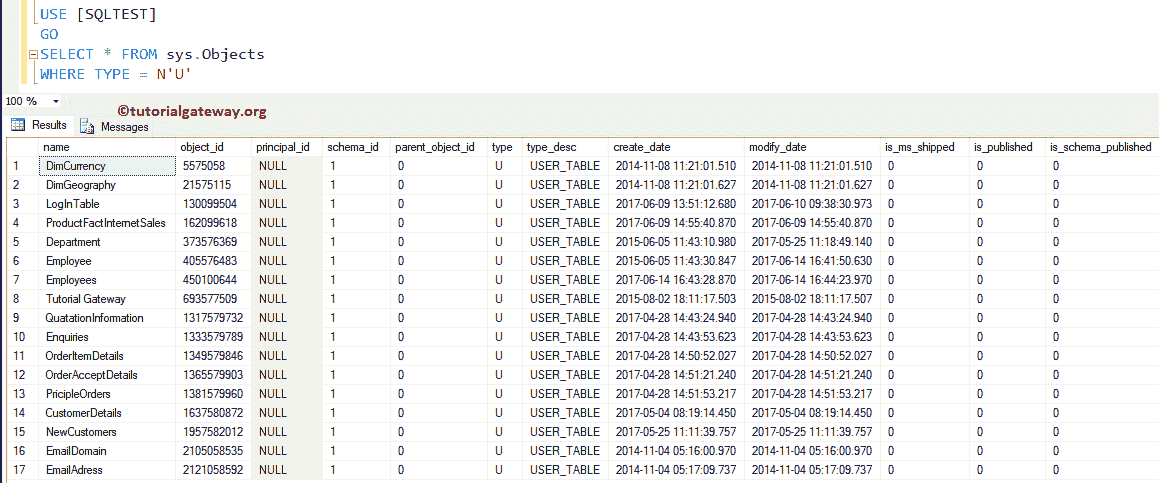 USE [SQLTEST]
GO
SELECT * FROM sys.Objects
WHERE TYPE = N'U'
100 %
©tutorialgateway.org
Results Messages
name object_id principal_id schema_id parent_object_id type type_desc create_date modify_date is_ms_shipped is_published is_schema_published
1 DimCurrency 5575058 NULL 1 0 U USER_TABLE 2014-11-08 11:21:01.510 2014-11-08 11:21:01.510 0 0 0
2 DimGeography 21575115 NULL 1 0 U USER_TABLE 2014-11-08 11:21:01.627 2014-11-08 11:21:01.627 0 0 0
3 LogInTable 130099504 NULL 1 0 U USER_TABLE 2017-06-09 13:51:12.680 2017-06-10 09:38:30.973 0 0 0
4 ProductFactInternetSales 162099618 NULL 1 0 U USER_TABLE 2017-06-09 14:55:40.870 2017-06-09 14:55:40.870 0 0 0
5 Department 373576369 NULL 1 0 U USER_TABLE 2015-06-05 11:43:10.980 2017-05-25 11:18:49.140 0 0 0
6 Employee 405576483 NULL 1 0 U USER_TABLE 2015-06-05 11:43:30.847 2017-06-14 16:41:50.630 0 0 0
7 Employees 450100644 NULL 1 0 U USER_TABLE 2017-06-14 16:43:28.870 2017-06-14 16:44:23.970 0 0 0
8 Tutorial Gateway 693577509 NULL 1 0 U USER_TABLE 2015-08-02 18:11:17.503 2015-08-02 18:11:17.507 0 0 0
9 QuatationInformation 1317579732 NULL 1 0 U USER_TABLE 2017-04-28 14:43:24.940 2017-04-28 14:43:24.940 0 0 0
10 Enquiries 1333579789 NULL 1 0 U USER_TABLE 2017-04-28 14:43:53.623 2017-04-28 14:43:53.623 0 0 0
11 OrderItemDetails 1349579846 NULL 1 0 U USER_TABLE 2017-04-28 14:50:52.027 2017-04-28 14:50:52.027 0 0 0
12 OrderAcceptDetails 1365579903 NULL 1 0 U USER_TABLE 2017-04-28 14:51:21.240 2017-04-28 14:51:21.240 0 0 0
13 PricipleOrders 1381579960 NULL 1 0 U USER_TABLE 2017-04-28 14:51:53.217 2017-04-28 14:51:53.217 0 0 0
14 CustomerDetails 1637580872 NULL 1 0 U USER_TABLE 2017-05-04 08:19:14.450 2017-05-04 08:19:14.450 0 0 0
15 NewCustomers 1957582012 NULL 1 0 U USER_TABLE 2017-05-25 11:11:39.757 2017-05-25 11:11:39.757 0 0 0
16 EmailDomain 2105058535 NULL 1 0 U USER_TABLE 2014-11-04 05:16:00.970 2014-11-04 05:16:00.970 0 0 0
17 EmailAdress 2121058592 NULL 1 0 U USER_TABLE 2014-11-04 05:17:09.737 2014-11-04 05:17:09.737 0 0 0